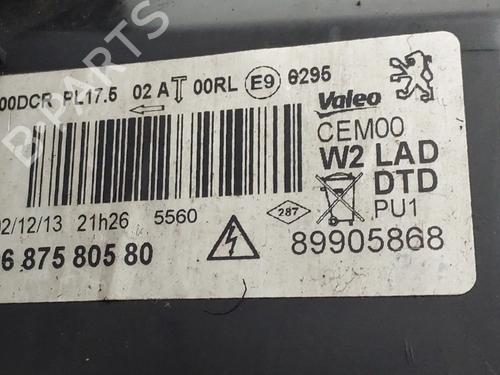 00DCR PL17.5 02 A 00RL E9 6295
Valeo
CEM00
W2 LAD
DTD
PU1
02/12/13 21h26 5560
287
6 875 805 80
89905868